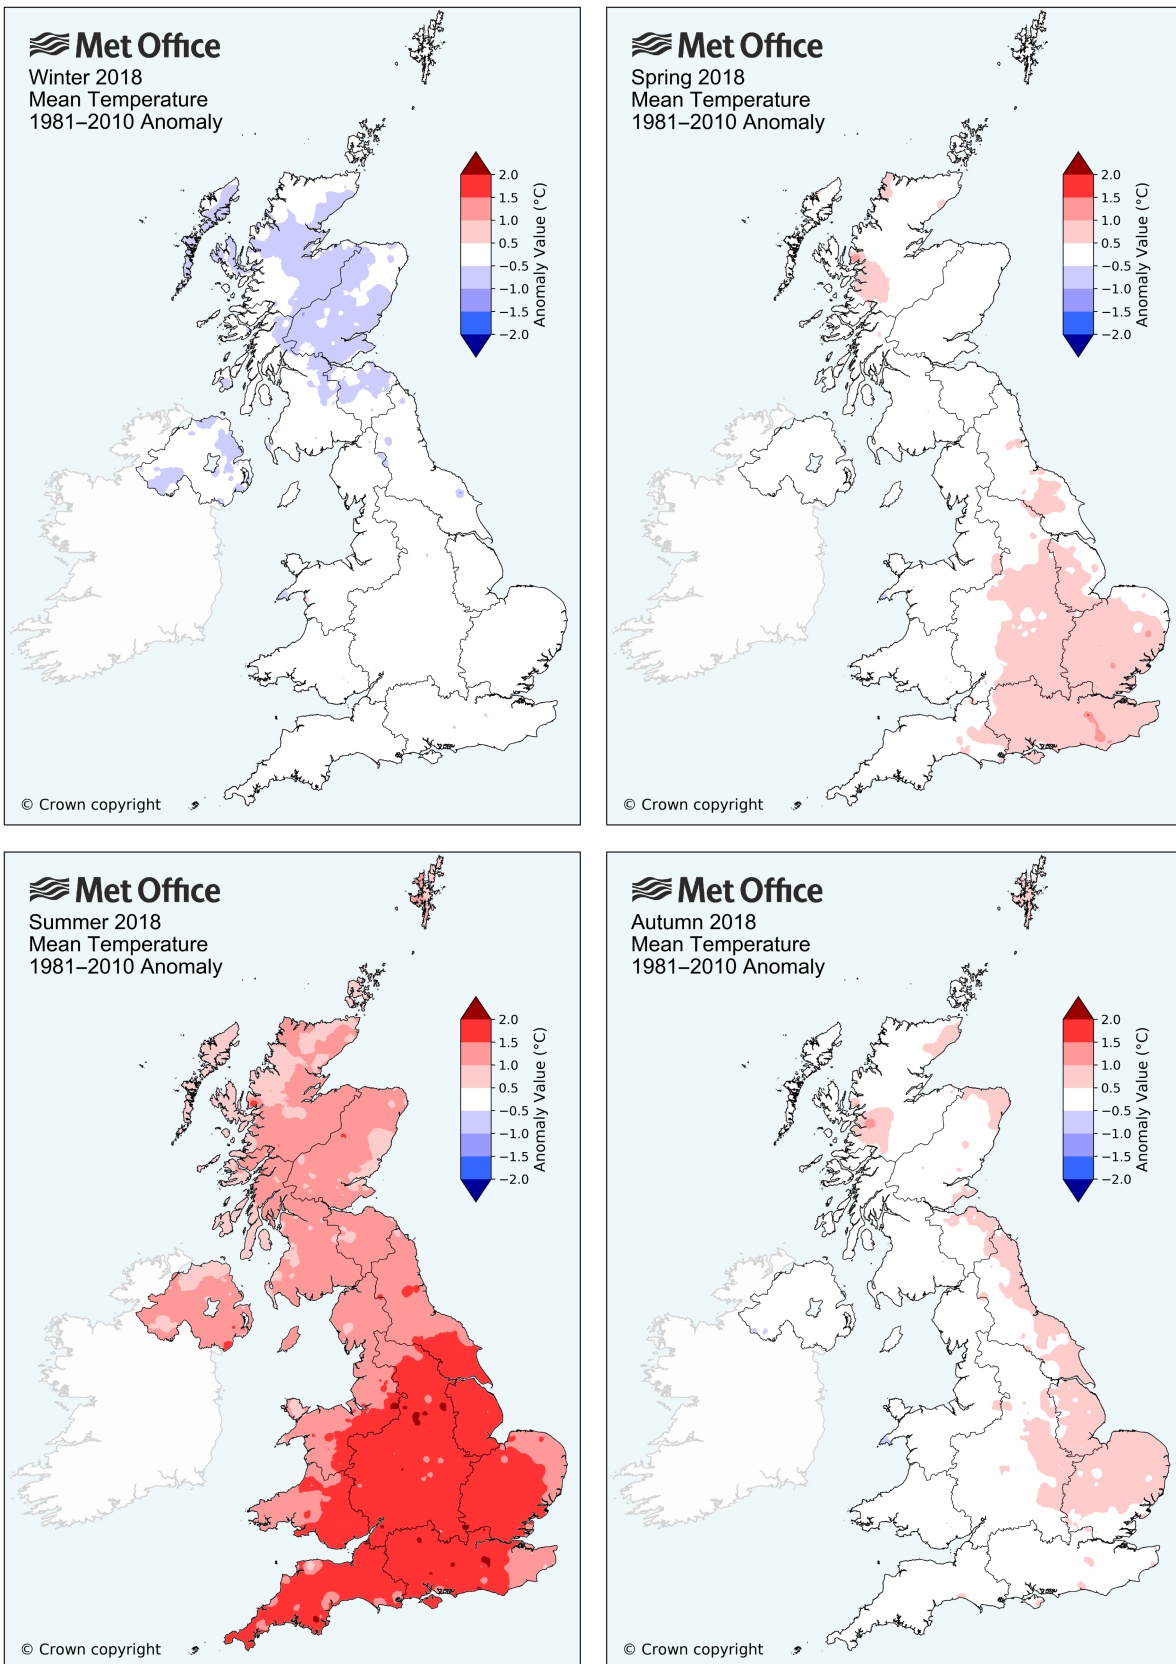 Met Office
Winter 2018
Mean Temperature
1981–2010 Anomaly
2.0
1.5
1.0
0.5
−0.5
−1.0
−1.5
−2.0
Anomaly Value (°C)
© Crown copyright
Met Office
Spring 2018
Mean Temperature
1981–2010 Anomaly
2.0
1.5
1.0
0.5
−0.5
−1.0
−1.5
−2.0
Anomaly Value (°C)
© Crown copyright
Met Office
Summer 2018
Mean Temperature
1981–2010 Anomaly
2.0
1.5
1.0
0.5
−0.5
−1.0
−1.5
−2.0
Anomaly Value (°C)
© Crown copyright
Met Office
Autumn 2018
Mean Temperature
1981–2010 Anomaly
2.0
1.5
1.0
0.5
−0.5
−1.0
−1.5
−2.0
Anomaly Value (°C)
© Crown copyright